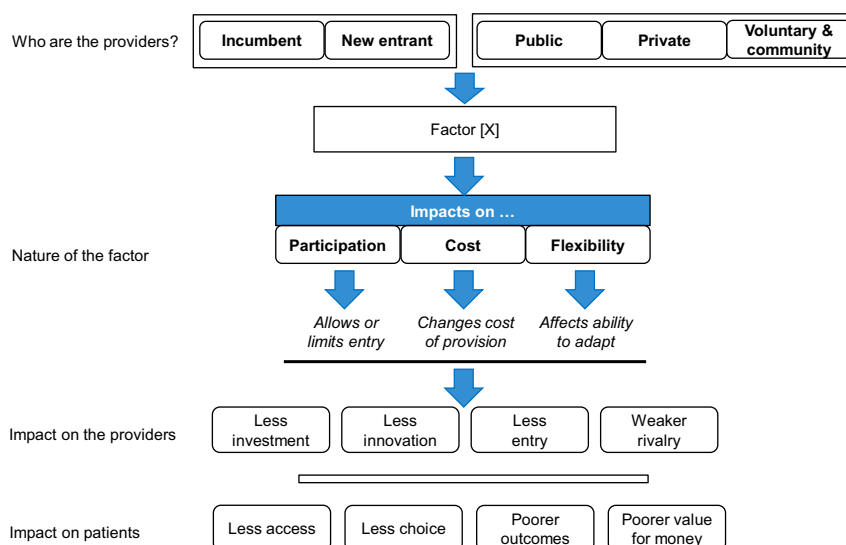 Who are the providers?
Incumbent
New entrant
Public
Private
Voluntary &
community
Factor [X]
Impacts on …
Nature of the factor
Participation
Cost
Flexibility
Allows or
limits entry
Changes cost
of provision
Affects ability
to adapt
Impact on the providers
Less
investment
Less
innovation
Less
entry
Weaker
rivalry
Impact on patients
Less access
Less choice
Poorer
outcomes
Poorer value
for money